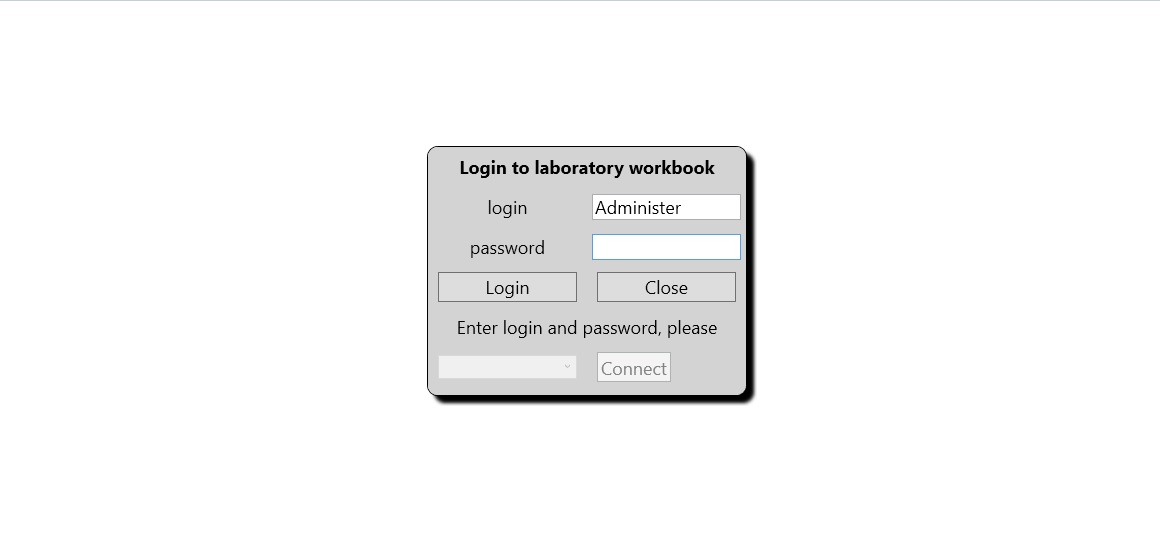 Login to laboratory workbook
login Administer
password
Login Close
Enter login and password, please
Connect